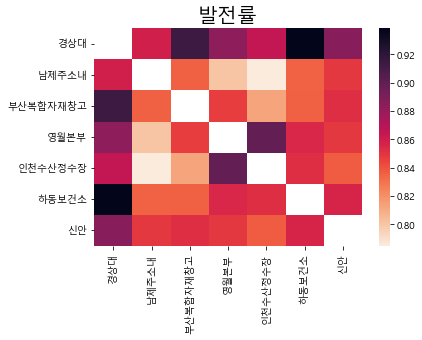 발전률
경상대
남제주소내
부산복합자재창고
영월본부
인천수산정수장
하동보건소
신안
경상대
남제주소내
부산복합자재창고
영월본부
인천수산정수장
하동보건소
신안
0.92
0.90
0.88
0.86
0.84
0.82
0.80